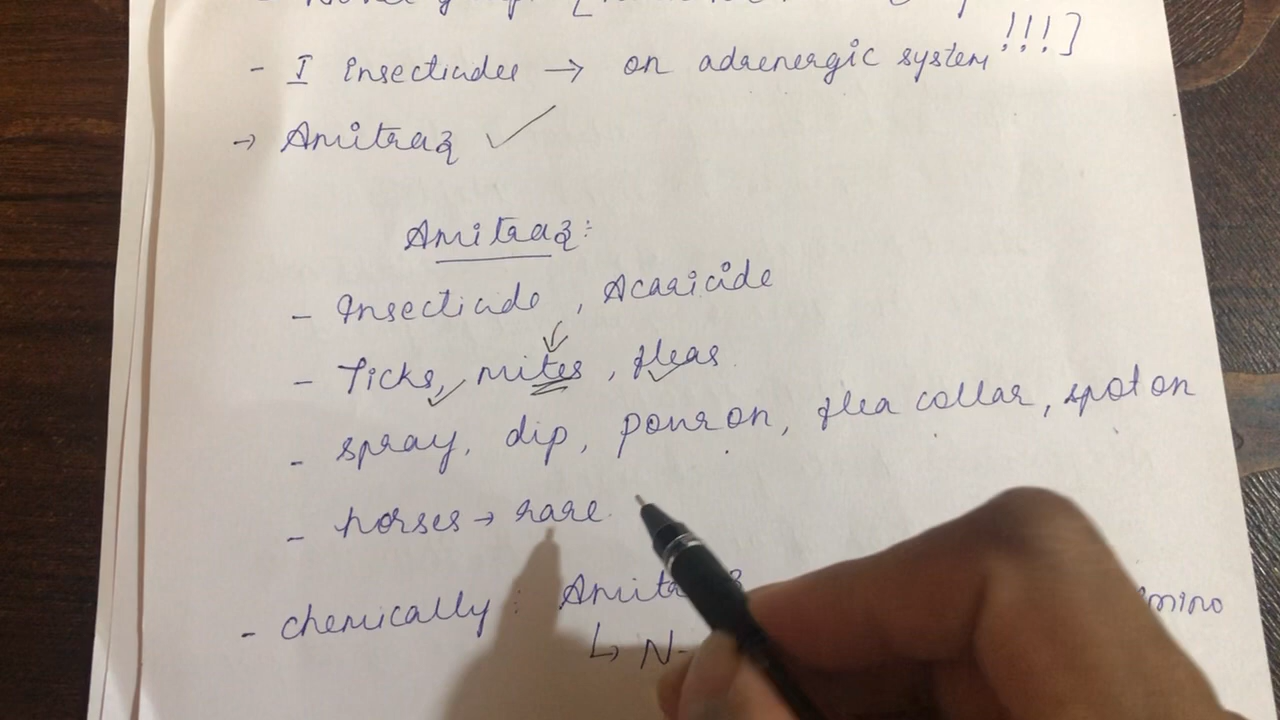 - I insecticides → on adrenergic system !!!]
→ Amitraz ✓
Amitraz:
- Insecticide, Acaricide
- Ticks, mites, fleas
- spray, dip, pour on, flea collar, spot on
- horses → rare
- chemically : Amitraz
↳ N-